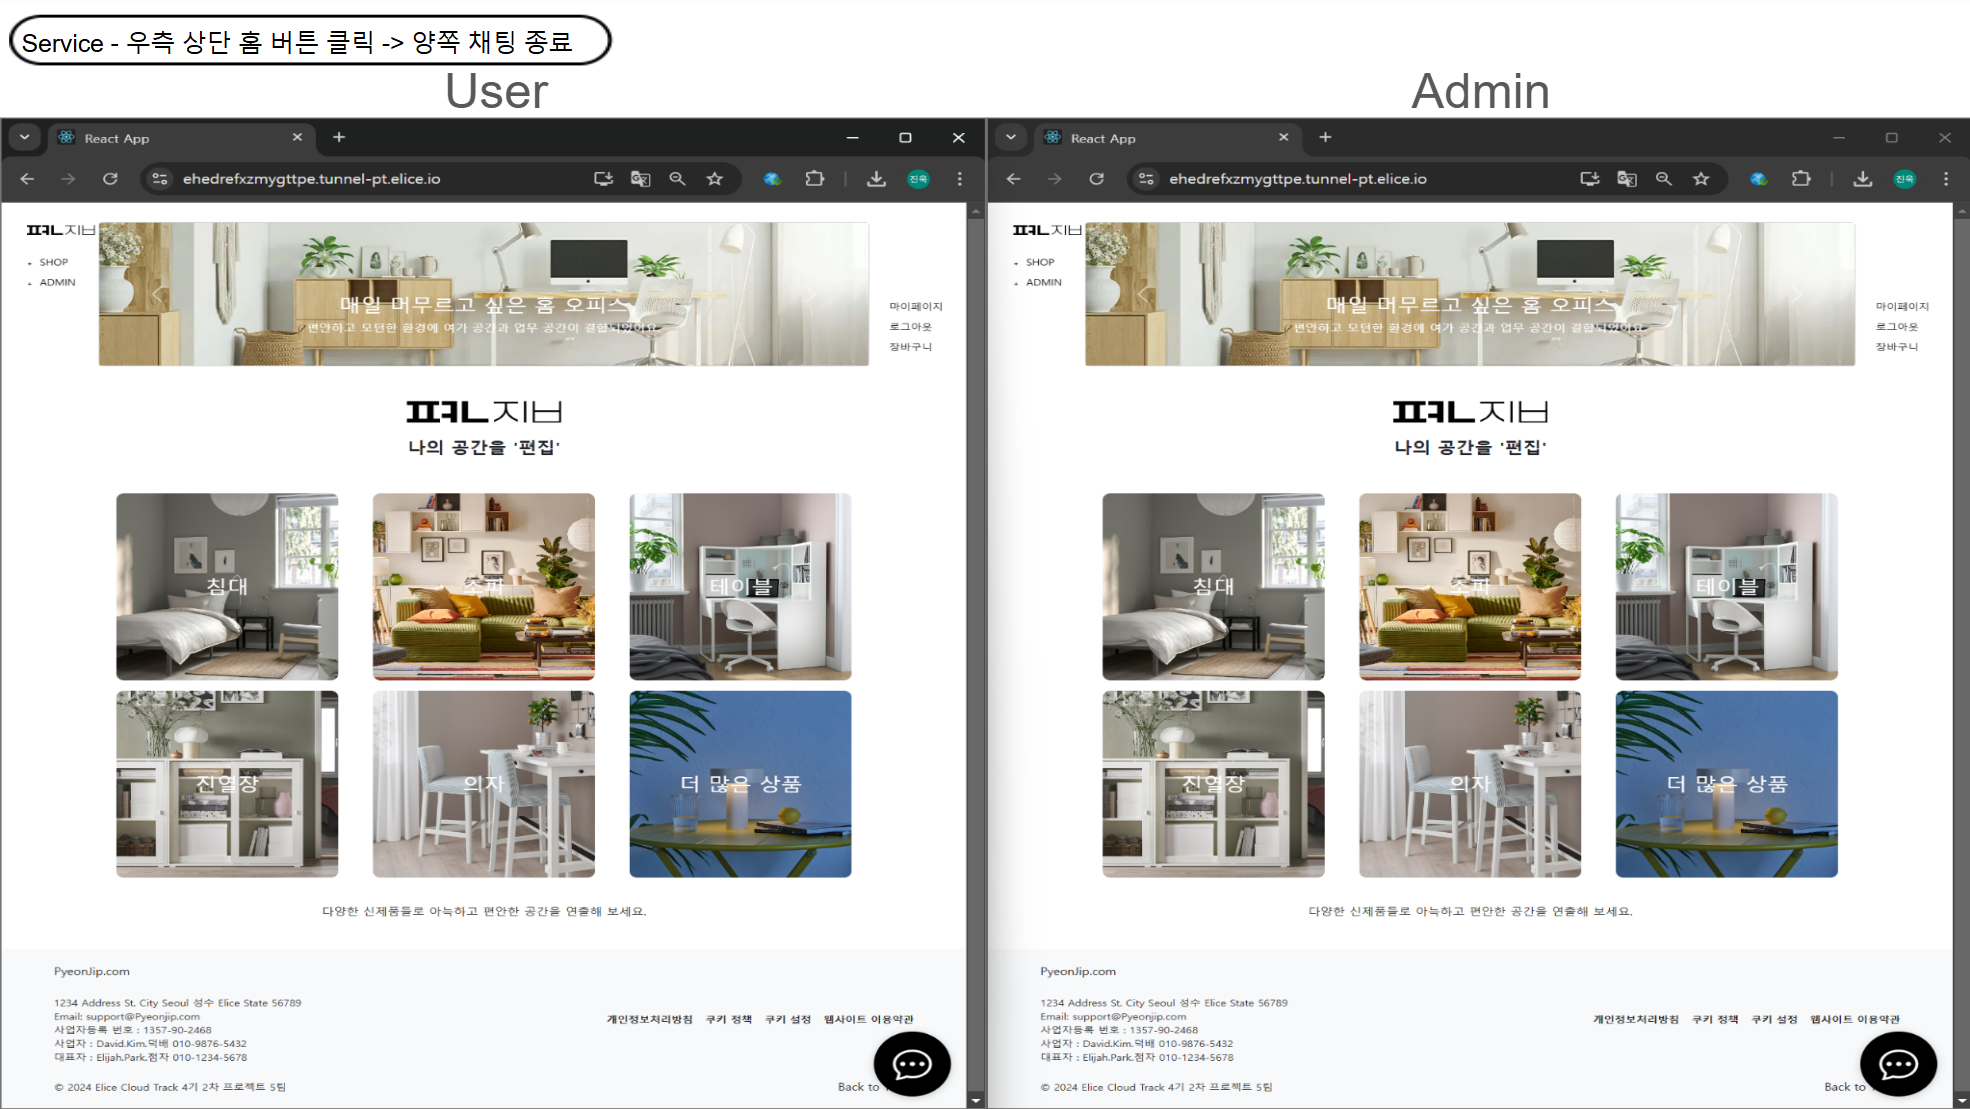 Service - 우측 상단 홈 버튼 클릭 -> 양쪽 채팅 종료
User
Admin
React App
ehedrefxzmygttpe.tunnel-pt.elice.io
진욱
ㅍㅕㄴ지ㅂ
SHOP
ADMIN
매일 머무르고 싶은 홈 오피스
편안하고 모던한 환경에 여가 공간과 업무 공간이 결합되었어요
마이페이지
로그아웃
장바구니
ㅍㅕㄴ지ㅂ
나의 공간을 '편집'
침대
소파
테이블
진열장
의자
더 많은 상품
다양한 신제품들로 아늑하고 편안한 공간을 연출해 보세요.
PyeonJip.com
1234 Address St. City Seoul 성수 Elice State 56789
Email: support@Pyeonjip.com
사업자등록 번호 : 1357-90-2468
사업자 : David.Kim.덕배 010-9876-5432
대표자 : Elijah.Park.점자 010-1234-5678
개인정보처리방침 쿠키 정책 쿠키 설정 웹사이트 이용약관
© 2024 Elice Cloud Track 4기 2차 프로젝트 5팀
Back to
React App
ehedrefxzmygttpe.tunnel-pt.elice.io
진욱
ㅍㅕㄴ지ㅂ
SHOP
ADMIN
매일 머무르고 싶은 홈 오피스
편안하고 모던한 환경에 여가 공간과 업무 공간이 결합되었어요
마이페이지
로그아웃
장바구니
ㅍㅕㄴ지ㅂ
나의 공간을 '편집'
침대
소파
테이블
진열장
의자
더 많은 상품
다양한 신제품들로 아늑하고 편안한 공간을 연출해 보세요.
PyeonJip.com
1234 Address St. City Seoul 성수 Elice State 56789
Email: support@Pyeonjip.com
사업자등록 번호 : 1357-90-2468
사업자 : David.Kim.덕배 010-9876-5432
대표자 : Elijah.Park.점자 010-1234-5678
개인정보처리방침 쿠키 정책 쿠키 설정 웹사이트 이용약관
© 2024 Elice Cloud Track 4기 2차 프로젝트 5팀
Back to